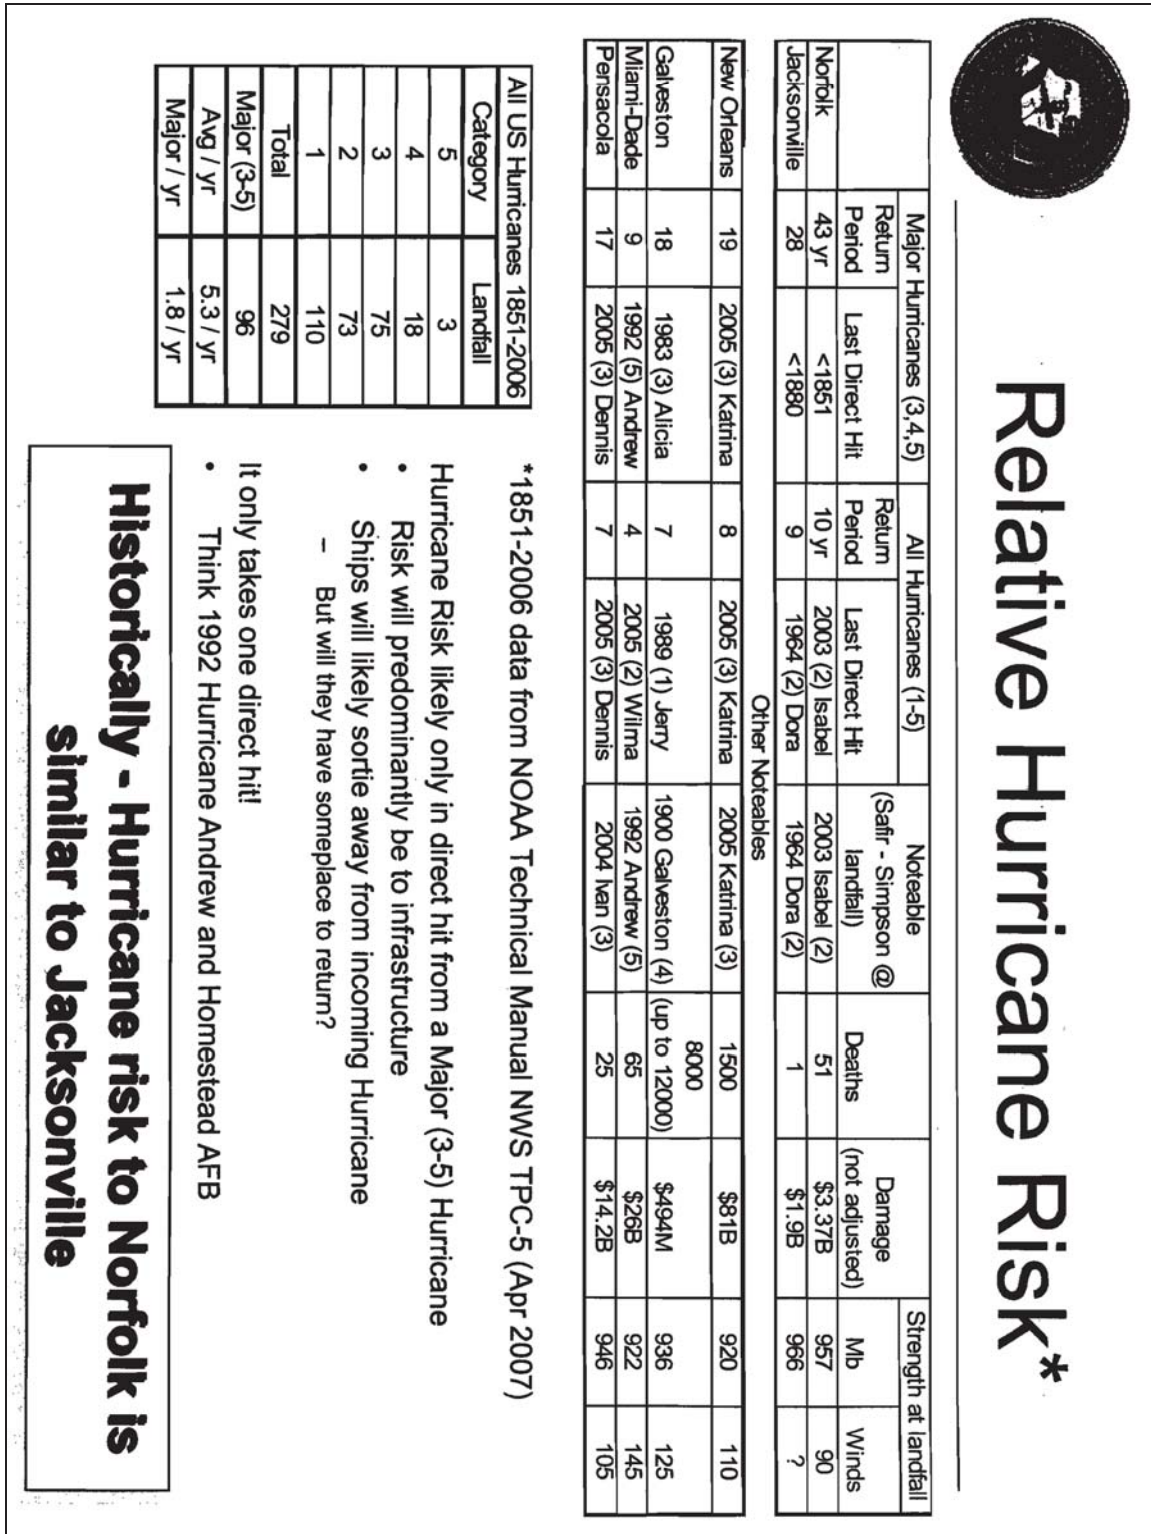 Relative Hurricane Risk*
Major Hurricanes (3,4,5) All Hurricanes (1-5) Noteable (Safir - Simpson @ landfall) Deaths Damage (not adjusted) Strength at landfall
Return Period Last Direct Hit Return Period Last Direct Hit Mb Winds
Norfolk 43 yr <1851 10 yr 2003 (2) Isabel 2003 Isabel (2) 51 $3.37B 957 90
Jacksonville 28 <1880 9 1964 (2) Dora 1964 Dora (2) 1 $1.9B 966 ?
Other Noteables
New Orleans 19 2005 (3) Katrina 8 2005 (3) Katrina 2005 Katrina (3) 1500 $81B 920 110
Galveston 18 1983 (3) Alicia 7 1989 (1) Jerry 1900 Galveston (4) 8000 (up to 12000) $494M 936 125
Miami-Dade 9 1992 (5) Andrew 4 2005 (2) Wilma 1992 Andrew (5) 65 $26B 922 145
Pensacola 17 2005 (3) Dennis 7 2005 (3) Dennis 2004 Ivan (3) 25 $14.2B 946 105
All US Hurricanes 1851-2006
Category Landfall
5 3
4 18
3 75
2 73
1 110
Total 279
Major (3-5) 96
Avg / yr 5.3 / yr
Major / yr 1.8 / yr
*1851-2006 data from NOAA Technical Manual NWS TPC-5 (Apr 2007)
Hurricane Risk likely only in direct hit from a Major (3-5) Hurricane
• Risk will predominantly be to infrastructure
• Ships will likely sortie away from incoming Hurricane
– But will they have someplace to return?
It only takes one direct hit!
• Think 1992 Hurricane Andrew and Homestead AFB
Historically - Hurricane risk to Norfolk is
similar to Jacksonville